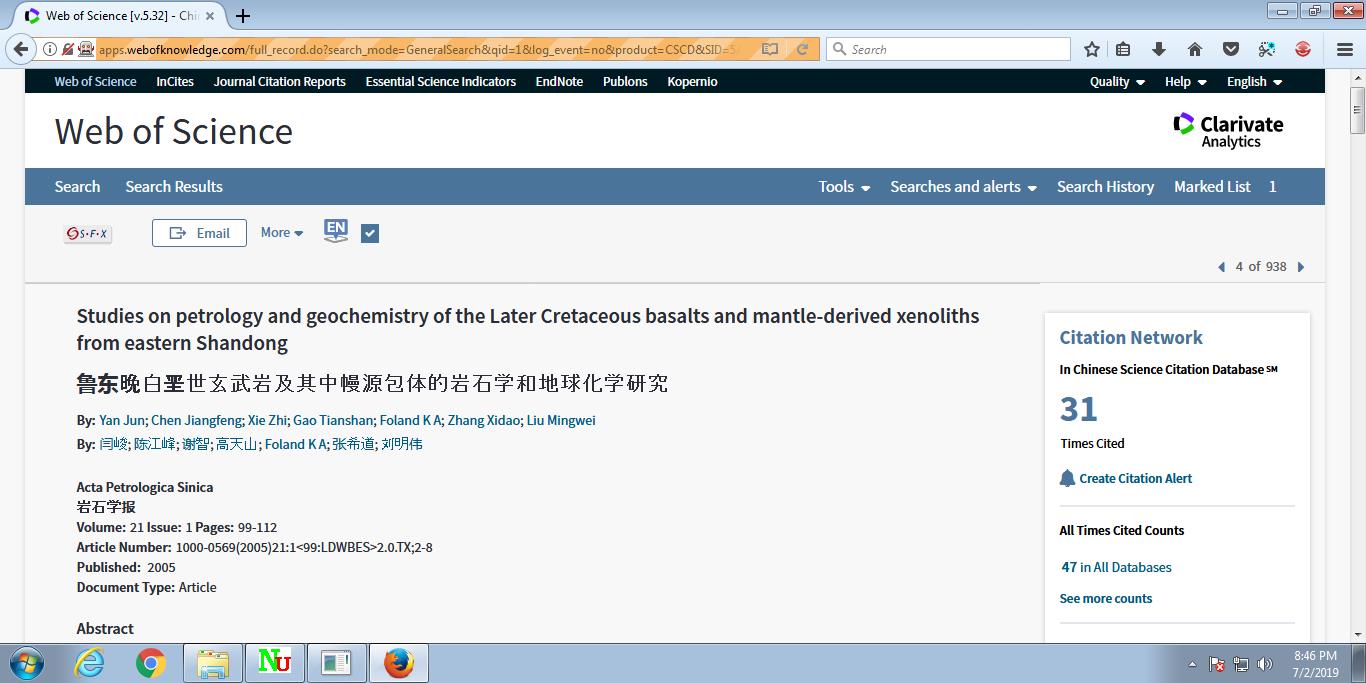 Web of Science [v.5.32] - Chi
apps.webofknowledge.com/full_record.do?search_mode=GeneralSearch&qid=1&log_event=no&product=CSCD&SID=5
Search
Web of Science InCites Journal Citation Reports Essential Science Indicators EndNote Publons Kopernio Quality Help English
Web of Science
Clarivate
Analytics
Search Search Results Tools Searches and alerts Search History Marked List 1
S·F·X Email More EN
4 of 938
Studies on petrology and geochemistry of the Later Cretaceous basalts and mantle-derived xenoliths
from eastern Shandong
鲁东晚白垩世玄武岩及其中幔源包体的岩石学和地球化学研究
By: Yan Jun; Chen Jiangfeng; Xie Zhi; Gao Tianshan; Foland K A; Zhang Xidao; Liu Mingwei
By: 闫峻; 陈江峰; 谢智; 高天山; Foland K A; 张希道; 刘明伟
Acta Petrologica Sinica
岩石学报
Volume: 21 Issue: 1 Pages: 99-112
Article Number: 1000-0569(2005)21:1<99:LDWBES>2.0.TX;2-8
Published: 2005
Document Type: Article
Abstract
Citation Network
In Chinese Science Citation Database SM
31
Times Cited
Create Citation Alert
All Times Cited Counts
47 in All Databases
See more counts
NU
8:46 PM
7/2/2019